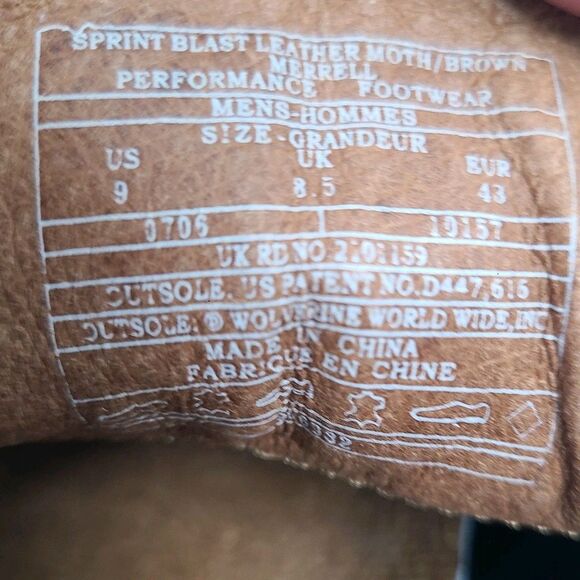 SPRINT BLAST LEATHER MOTH/BROWN
MERRELL
PERFORMANCE FOOTWEAR
MENS-HOMMES
SIZE-GRANDEUR
US UK EUR
9 8.5 43
0706 10157
UK RD NO. 2101159
OUTSOLE. US PATENT NO. D447,615
OUTSOLE: ® WOLVERINE WORLD WIDE, INC
MADE IN CHINA
FABRIQUE EN CHINE